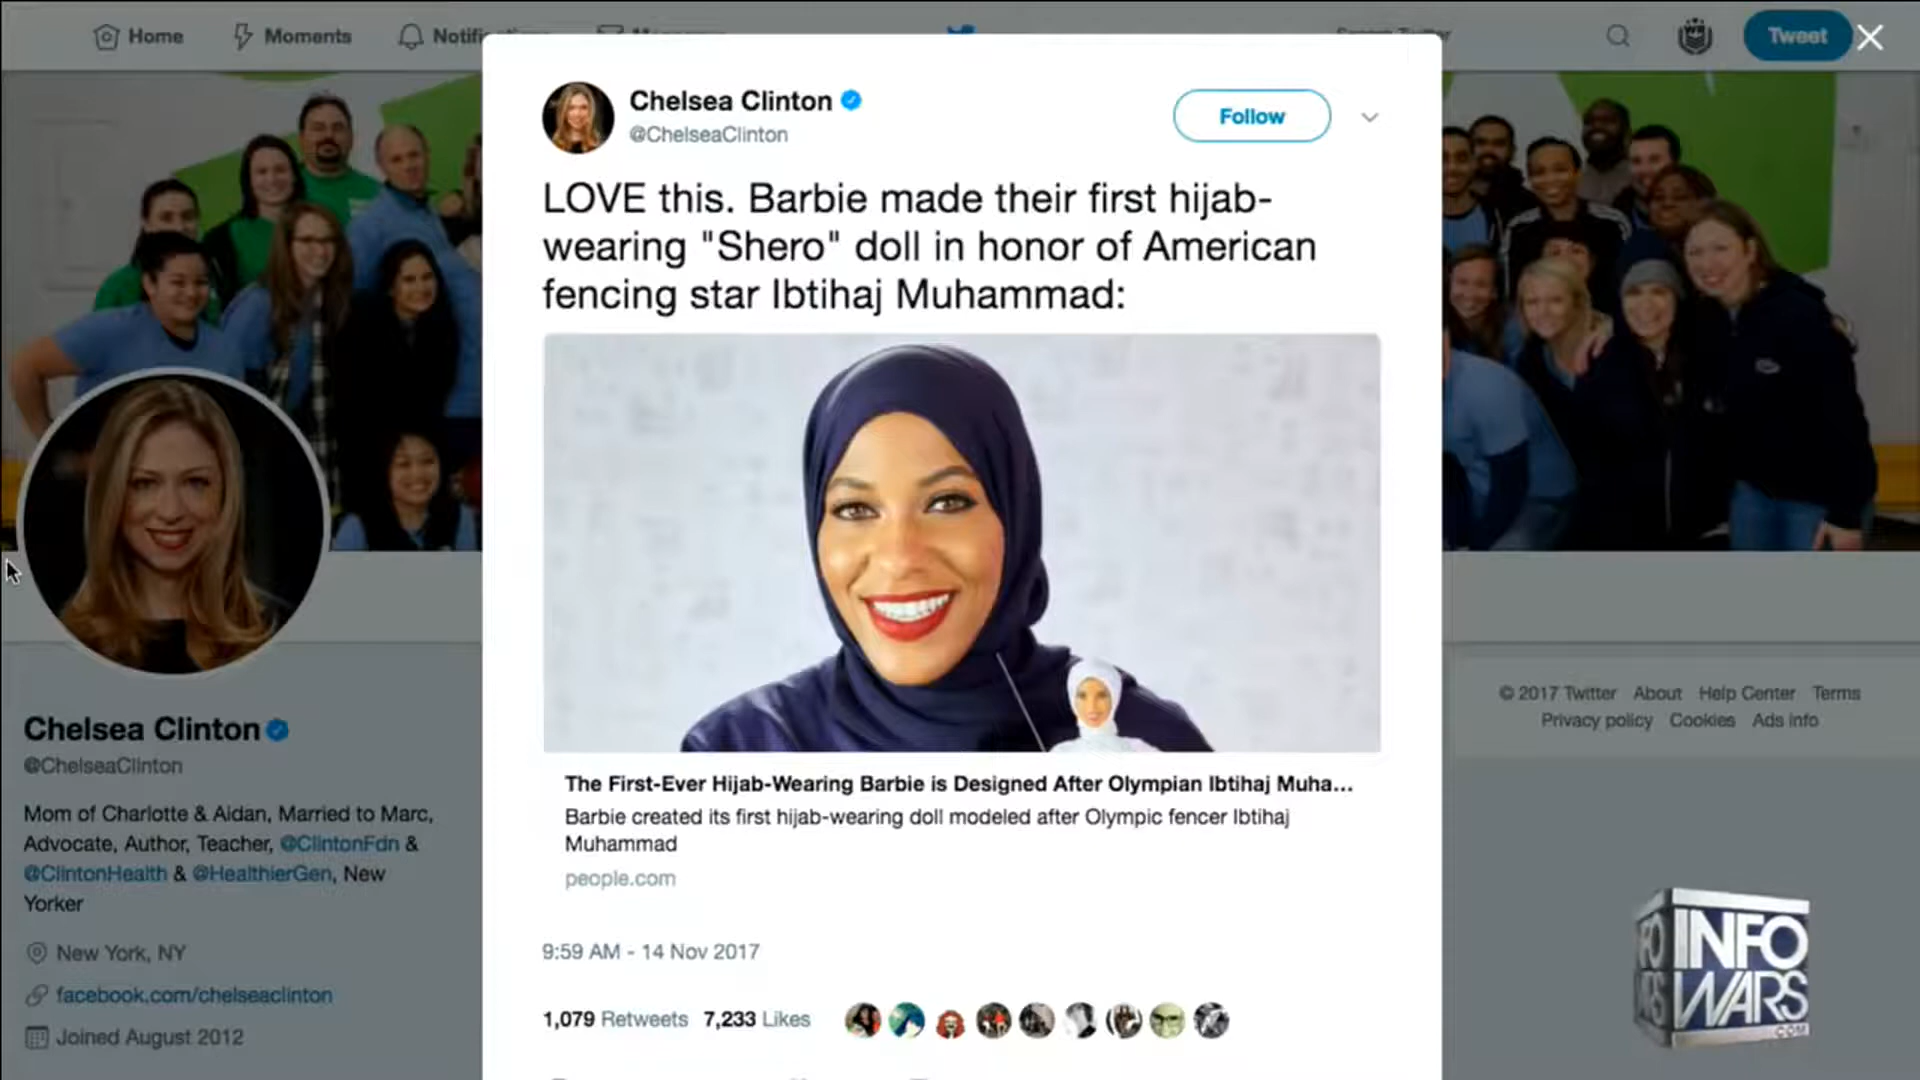 Home
Moments
Tweet
Chelsea Clinton
@ChelseaClinton
Follow
LOVE this. Barbie made their first hijab-
wearing "Shero" doll in honor of American
fencing star Ibtihaj Muhammad:
The First-Ever Hijab-Wearing Barbie is Designed After Olympian Ibtihaj Muha...
Barbie created its first hijab-wearing doll modeled after Olympic fencer Ibtihaj
Muhammad
people.com
9:59 AM - 14 Nov 2017
1,079 Retweets 7,233 Likes
Chelsea Clinton
@ChelseaClinton
Mom of Charlotte & Aidan, Married to Marc,
Advocate, Author, Teacher, @ClintonFdn &
@ClintonHealth & @HealthierGen, New
Yorker
New York, NY
facebook.com/chelseaclinton
Joined August 2012
© 2017 Twitter About Help Center Terms
Privacy policy Cookies Ads info
INFO
WARS
.COM